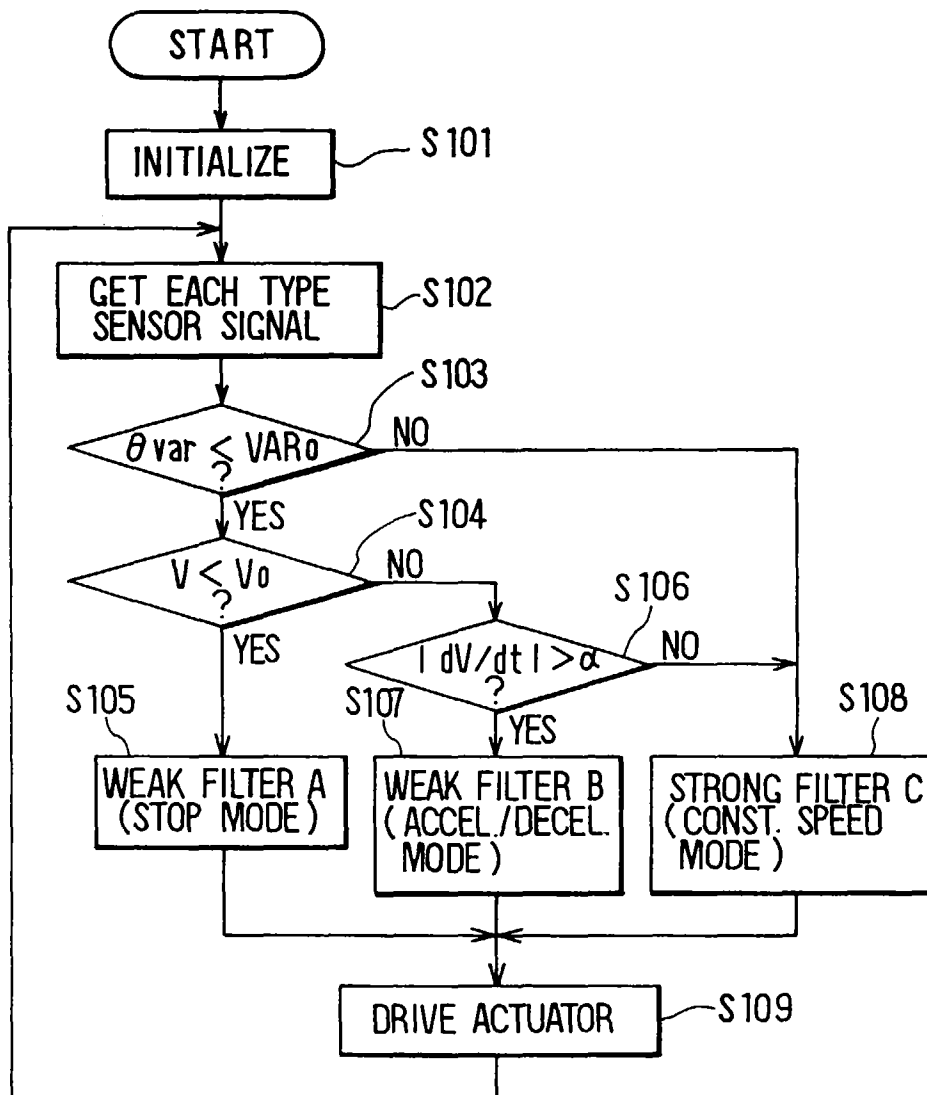 START
INITIALIZE
S101
GET EACH TYPE
SENSOR SIGNAL
S102
S103
θvar < VARo
?
NO
YES
S104
V < Vo
?
NO
YES
S106
| dV/dt | > α
?
NO
YES
S105
WEAK FILTER A
(STOP MODE)
S107
WEAK FILTER B
(ACCEL./DECEL.
MODE)
S108
STRONG FILTER C
(CONST. SPEED
MODE)
DRIVE ACTUATOR
S109